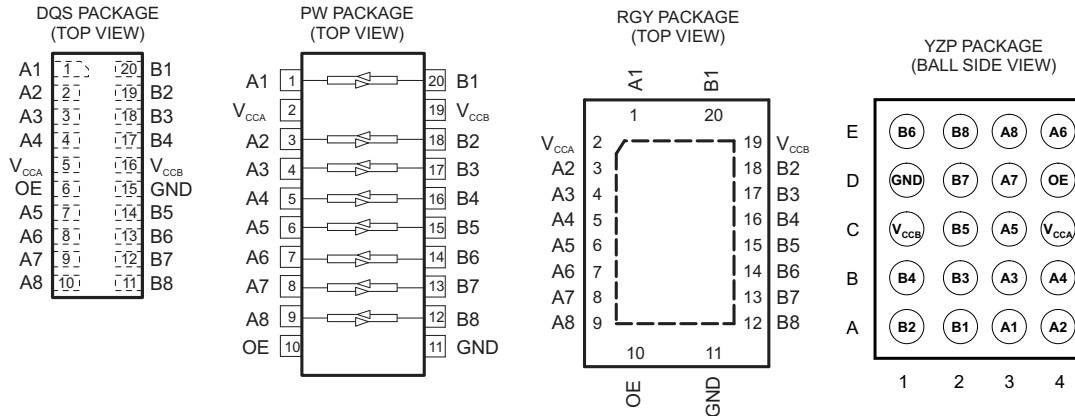 DQS PACKAGE
(TOP VIEW)
A1 1 20 B1
A2 2 19 B2
A3 3 18 B3
A4 4 17 B4
VCCA 5 16 VCCB
OE 6 15 GND
A5 7 14 B5
A6 8 13 B6
A7 9 12 B7
A8 10 11 B8
PW PACKAGE
(TOP VIEW)
A1 1 20 B1
VCCA 2 19 VCCB
A2 3 18 B2
A3 4 17 B3
A4 5 16 B4
A5 6 15 B5
A6 7 14 B6
A7 8 13 B7
A8 9 12 B8
OE 10 11 GND
RGY PACKAGE
(TOP VIEW)
A1 B1
1 20
VCCA 2 19 VCCB
A2 3 18 B2
A3 4 17 B3
A4 5 16 B4
A5 6 15 B5
A6 7 14 B6
A7 8 13 B7
A8 9 12 B8
10 11
OE GND
YZP PACKAGE
(BALL SIDE VIEW)
E B6 B8 A8 A6
D GND B7 A7 OE
C VCCB B5 A5 VCCA
B B4 B3 A3 A4
A B2 B1 A1 A2
1 2 3 4